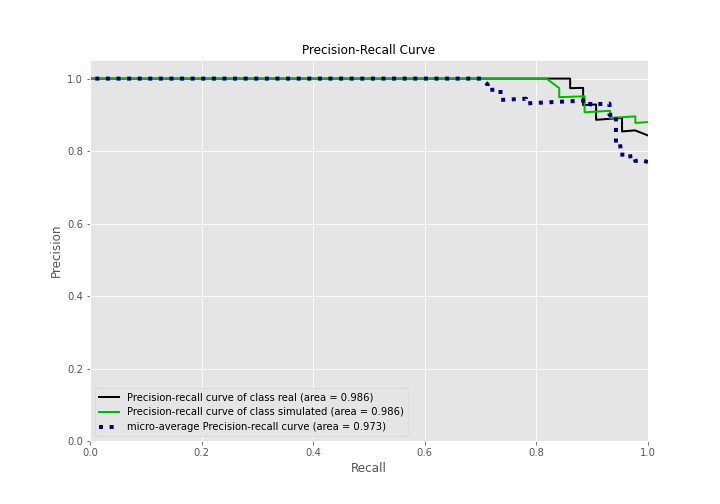 Precision-Recall Curve
1.0
0.8
0.6
0.4
0.2
0.0
Precision
Precision-recall curve of class real (area = 0.986)
Precision-recall curve of class simulated (area = 0.986)
micro-average Precision-recall curve (area = 0.973)
0.0 0.2 0.4 0.6 0.8 1.0
Recall